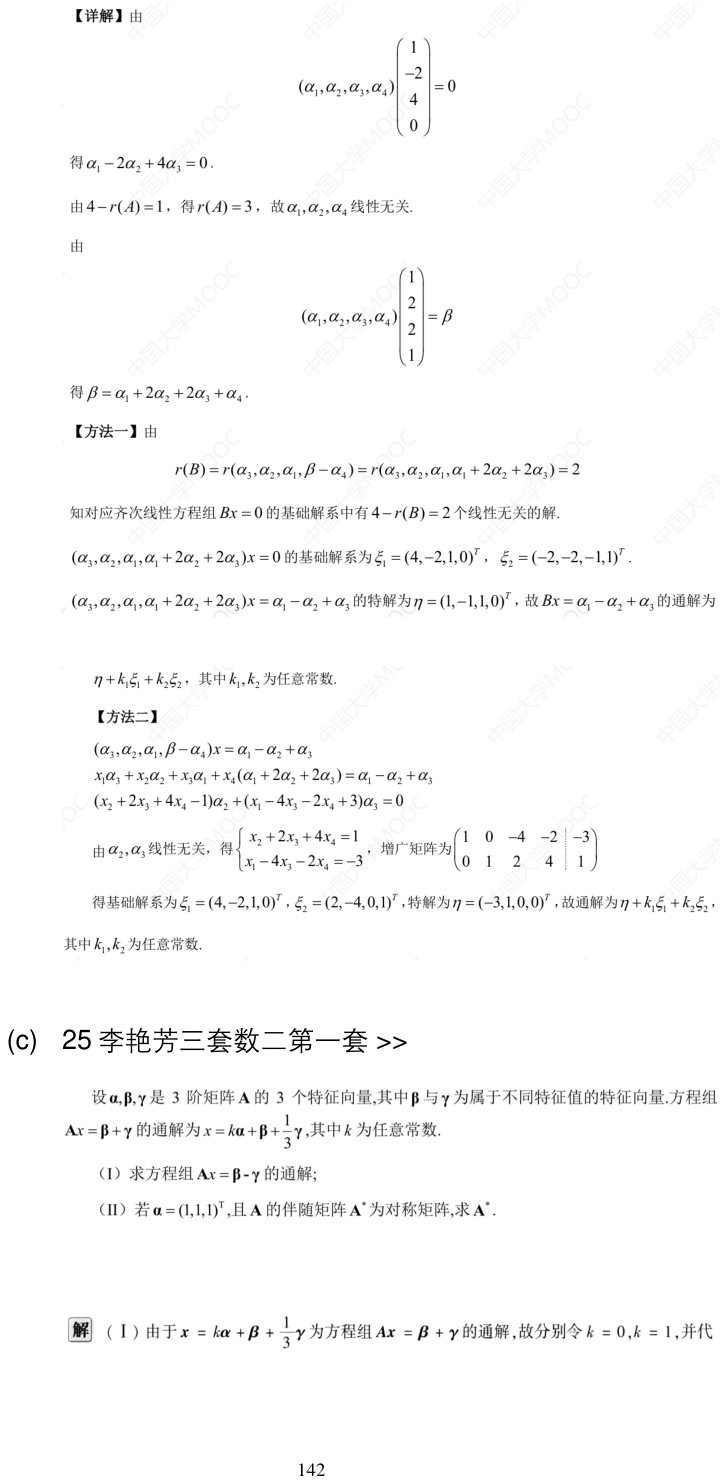 【详解】由
(α₁,α₂,α₃,α₄)
1
−2
4
0
=0
得α₁−2α₂+4α₃=0.
由4−r(A)=1，得r(A)=3，故α₁,α₂,α₄线性无关.
由
(α₁,α₂,α₃,α₄)
1
2
2
1
=β
得β=α₁+2α₂+2α₃+α₄.
【方法一】由
r(B)=r(α₃,α₂,α₁,β−α₄)=r(α₃,α₂,α₁,α₁+2α₂+2α₃)=2
知对应齐次线性方程组Bx=0的基础解系中有4−r(B)=2个线性无关的解.
(α₃,α₂,α₁,α₁+2α₂+2α₃)x=0的基础解系为ξ₁=(4,−2,1,0)ᵀ，ξ₂=(−2,−2,−1,1)ᵀ.
(α₃,α₂,α₁,α₁+2α₂+2α₃)x=α₁−α₂+α₃的特解为η=(1,−1,1,0)ᵀ，故Bx=α₁−α₂+α₃的通解为
η+k₁ξ₁+k₂ξ₂，其中k₁,k₂为任意常数.
【方法二】
(α₃,α₂,α₁,β−α₄)x=α₁−α₂+α₃
x₁α₃+x₂α₂+x₃α₁+x₄(α₁+2α₂+2α₃)=α₁−α₂+α₃
(x₂+2x₃+4x₄−1)α₂+(x₁−4x₃−2x₄+3)α₃=0
由α₂,α₃线性无关，得{x₂+2x₃+4x₄=1
x₁−4x₃−2x₄=−3，增广矩阵为(1 0 −4 −2 −3
0 1 2 4 1)
得基础解系为ξ₁=(4,−2,1,0)ᵀ，ξ₂=(2,−4,0,1)ᵀ，特解为η=(−3,1,0,0)ᵀ，故通解为η+k₁ξ₁+k₂ξ₂，
其中k₁,k₂为任意常数.
(c) 25 李艳芳三套数二第一套 >>
设α,β,γ是 3 阶矩阵 A 的 3 个特征向量,其中β与γ为属于不同特征值的特征向量.方程组
Ax=β+γ的通解为x=kα+β+1/3γ,其中k为任意常数.
（I）求方程组Ax=β-γ的通解;
（II）若α=(1,1,1)ᵀ,且A的伴随矩阵A*为对称矩阵,求A*.
解 (Ⅰ)由于x = kα + β + 1/3γ为方程组Ax = β + γ的通解,故分别令k = 0,k = 1,并代
142
中国大学MOOC